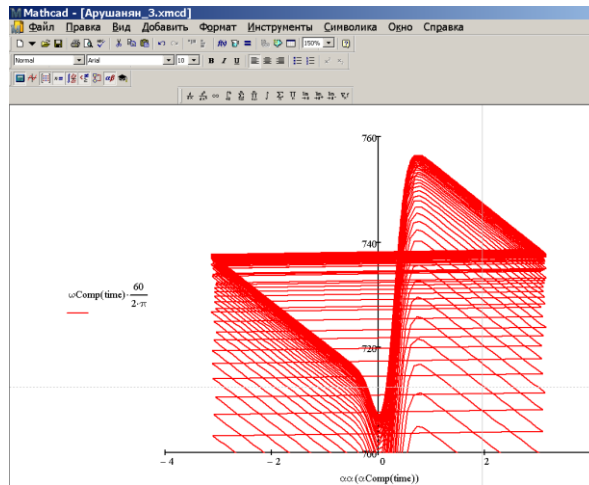 Mathcad - [Арушанян_3.xmcd]
Файл Правка Вид Добавить Формат Инструменты Символика Окно Справка
150%
Normal Arial 10 B I U
αβ
760
740
ωComp(time)·60/2·π
720
700
−4 −2 0 2
αα(αComp(time))